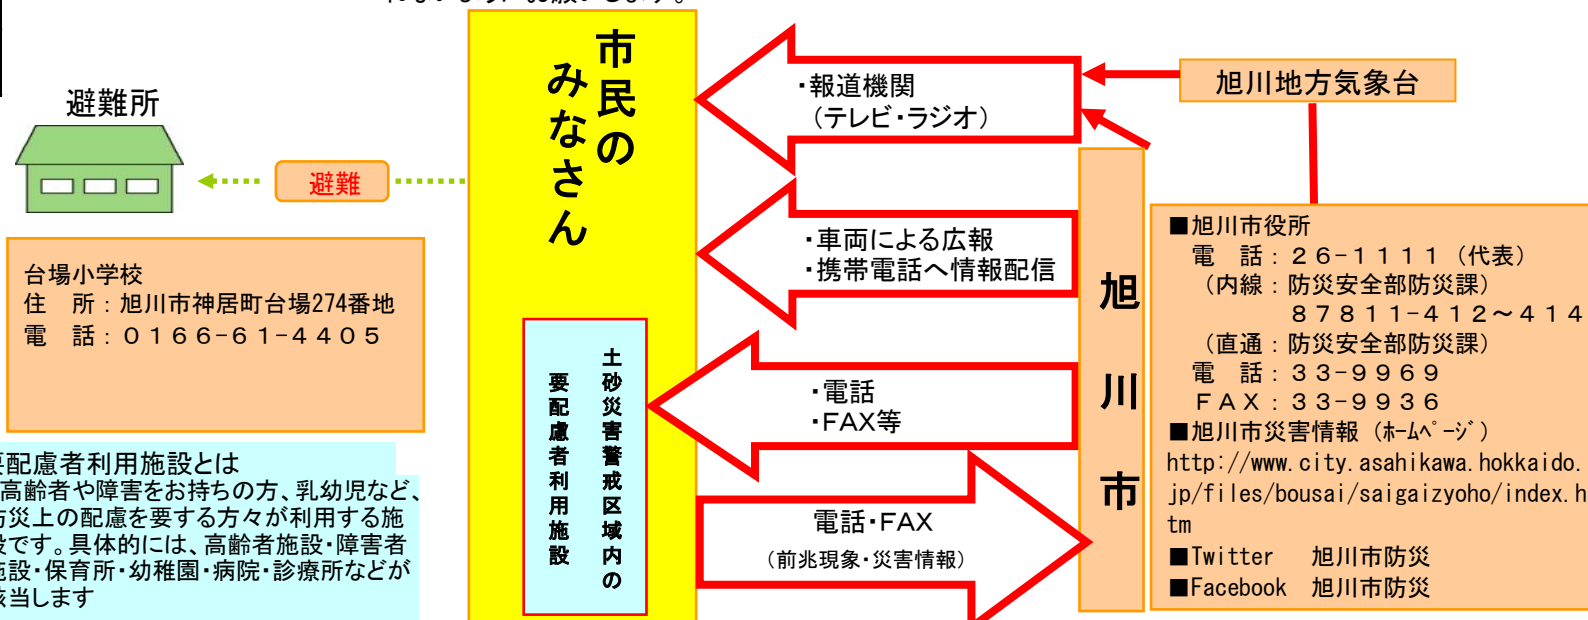 避難所
避難
台場小学校
住　所：旭川市神居町台場274番地
電　話：０１６６-６１-４４０５
要配慮者利用施設とは
高齢者や障害をお持ちの方、乳幼児など、
防災上の配慮を要する方々が利用する施
設です。具体的には、高齢者施設・障害者
施設・保育所・幼稚園・病院・診療所などが
該当します
市民の
みなさん
土砂災害警戒区域内の
要配慮者利用施設
・報道機関
（テレビ・ラジオ）
・車両による広報
・携帯電話へ情報配信
・電話
・FAX等
電話・FAX
（前兆現象・災害情報）
旭川市
旭川地方気象台
■旭川市役所
電　話：２６-１１１１（代表）
（内線：防災安全部防災課）
８７８１１-４１２～４１４
（直通：防災安全部防災課）
電　話：３３-９９６９
ＦＡＸ：３３-９９３６
■旭川市災害情報（ﾎｰﾑﾍﾟｰｼﾞ）
http://www.city.asahikawa.hokkaido.
jp/files/bousai/saigaizyoho/index.h
tm
■Twitter　旭川市防災
■Facebook　旭川市防災